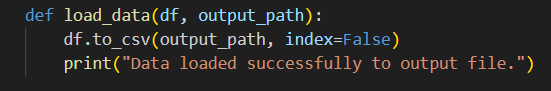 def load_data(df, output_path):
    df.to_csv(output_path, index=False)
    print("Data loaded successfully to output file.")